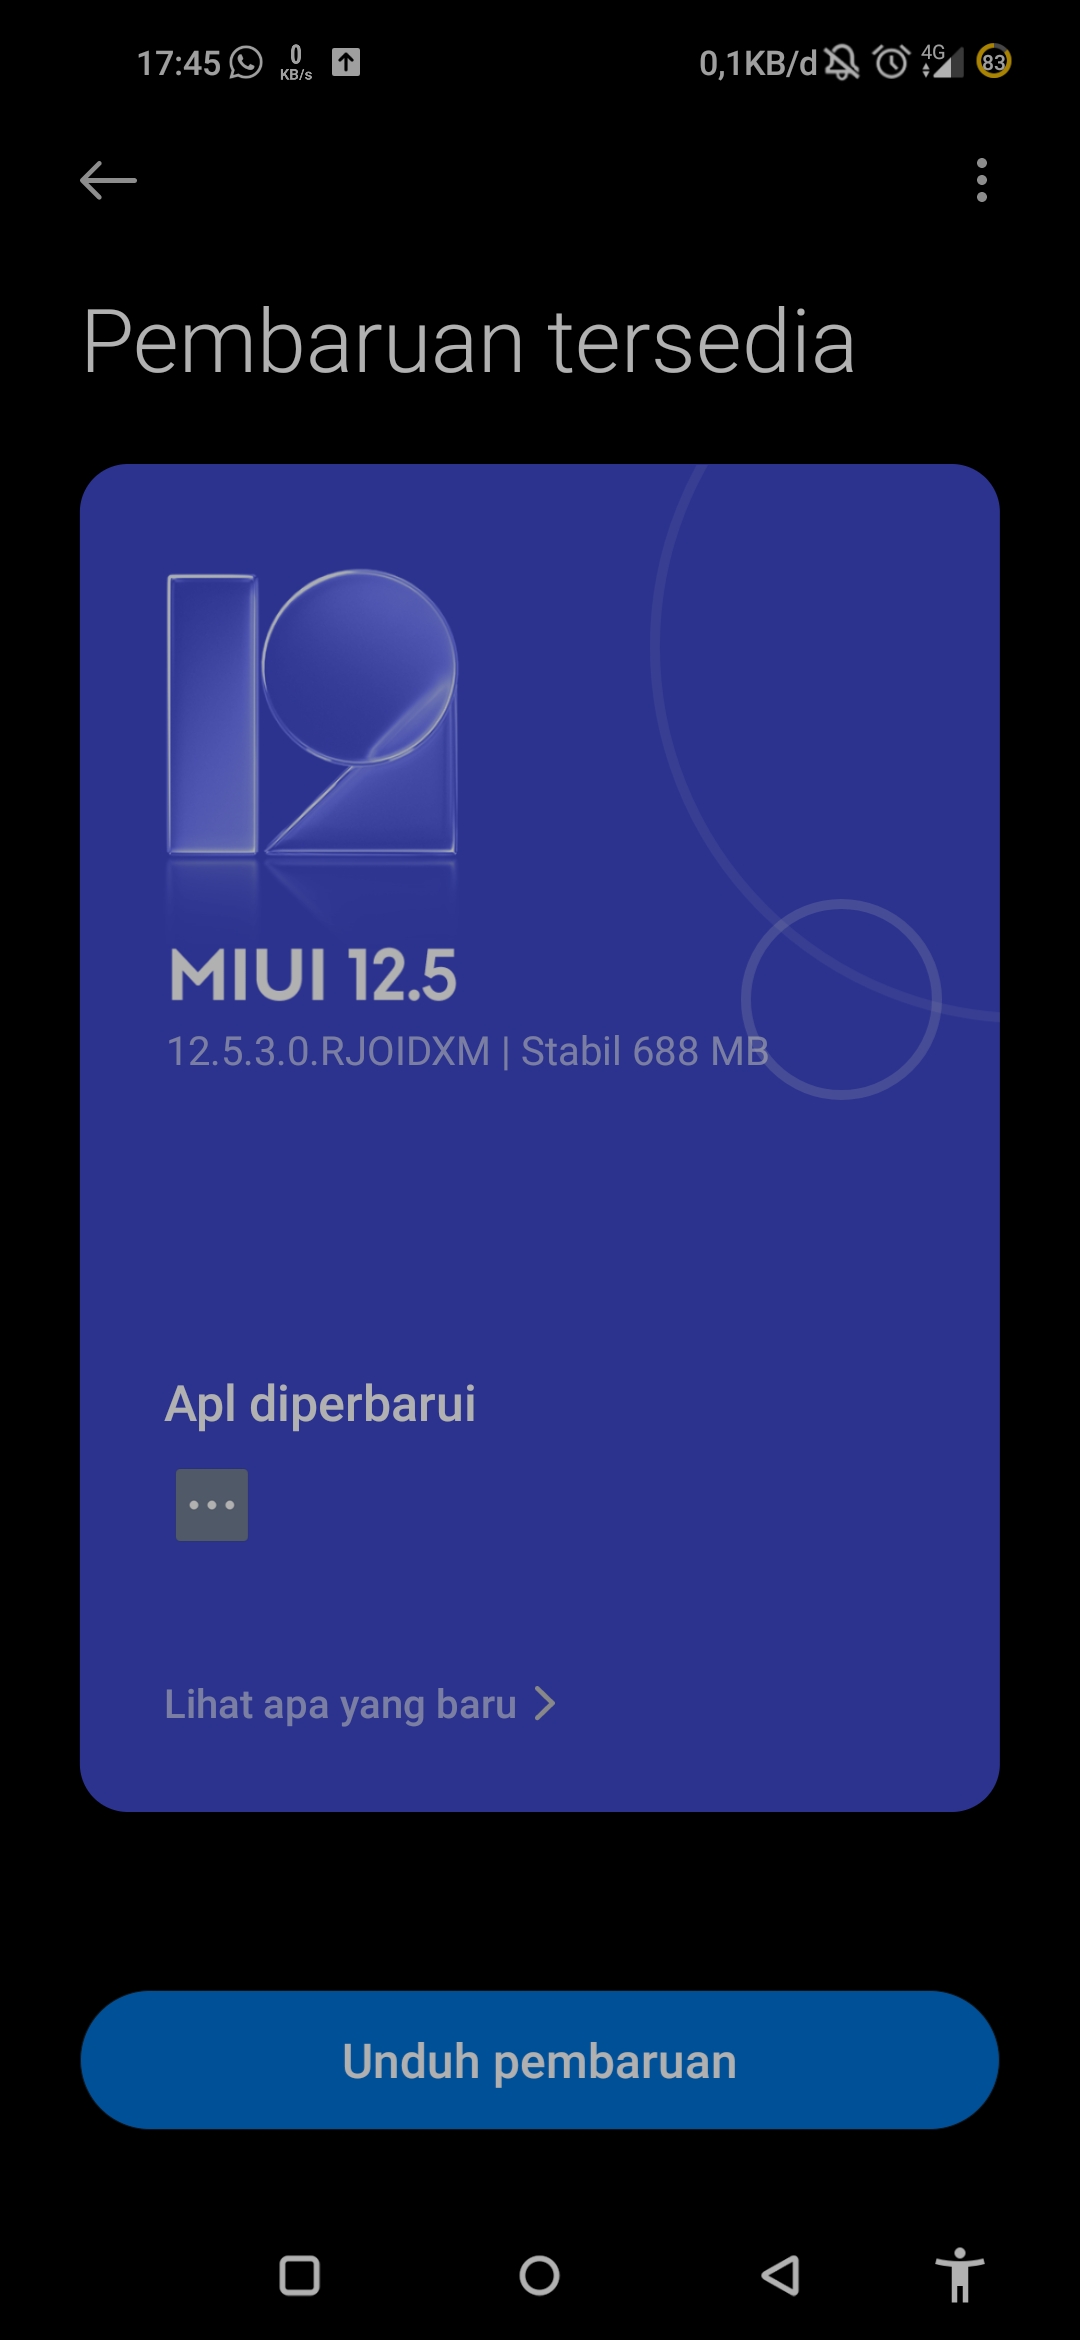 17:45 0 KB/s 0,1KB/d 4G 83
Pembaruan tersedia
12
MIUI 12.5
12.5.3.0.RJOIDXM | Stabil 688 MB
Apl diperbarui
Lihat apa yang baru
Unduh pembaruan